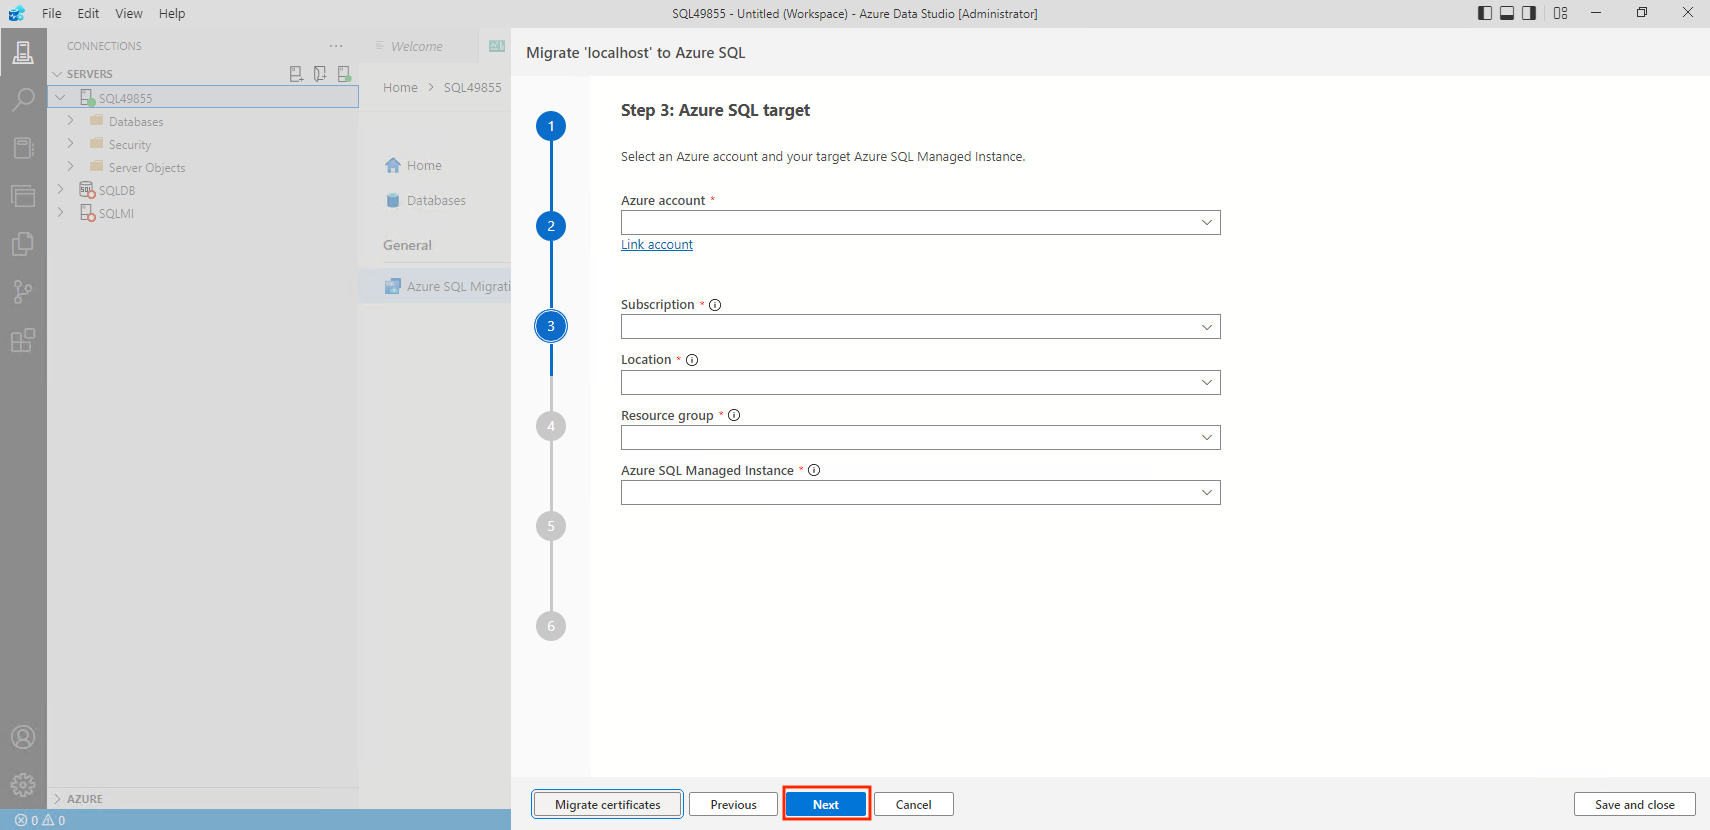 File Edit View Help
SQL49855 - Untitled (Workspace) - Azure Data Studio [Administrator]
CONNECTIONS
SERVERS
SQL49855
Databases
Security
Server Objects
SQLDB
SQLMI
AZURE
0 0
Welcome
Home > SQL49855
Home
Databases
General
Azure SQL Migrati
Migrate 'localhost' to Azure SQL
1
2
3
4
5
6
Step 3: Azure SQL target
Select an Azure account and your target Azure SQL Managed Instance.
Azure account *
Link account
Subscription *
Location *
Resource group *
Azure SQL Managed Instance *
Migrate certificates Previous Next Cancel Save and close